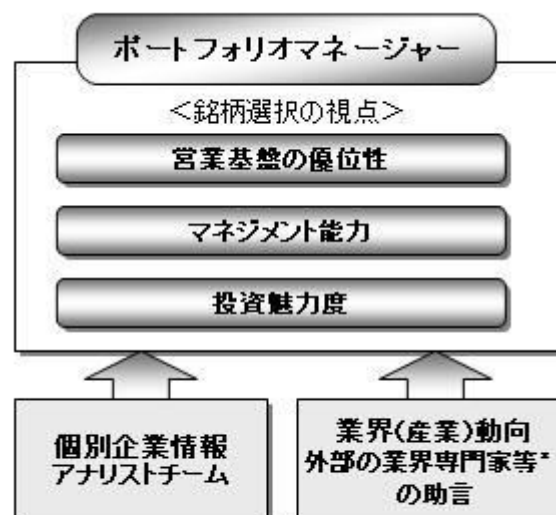 ポートフォリオマネージャー
＜銘柄選択の視点＞
営業基盤の優位性
マネジメント能力
投資魅力度
個別企業情報
アナリストチーム
業界(産業)動向
外部の業界専門家等*
の助言